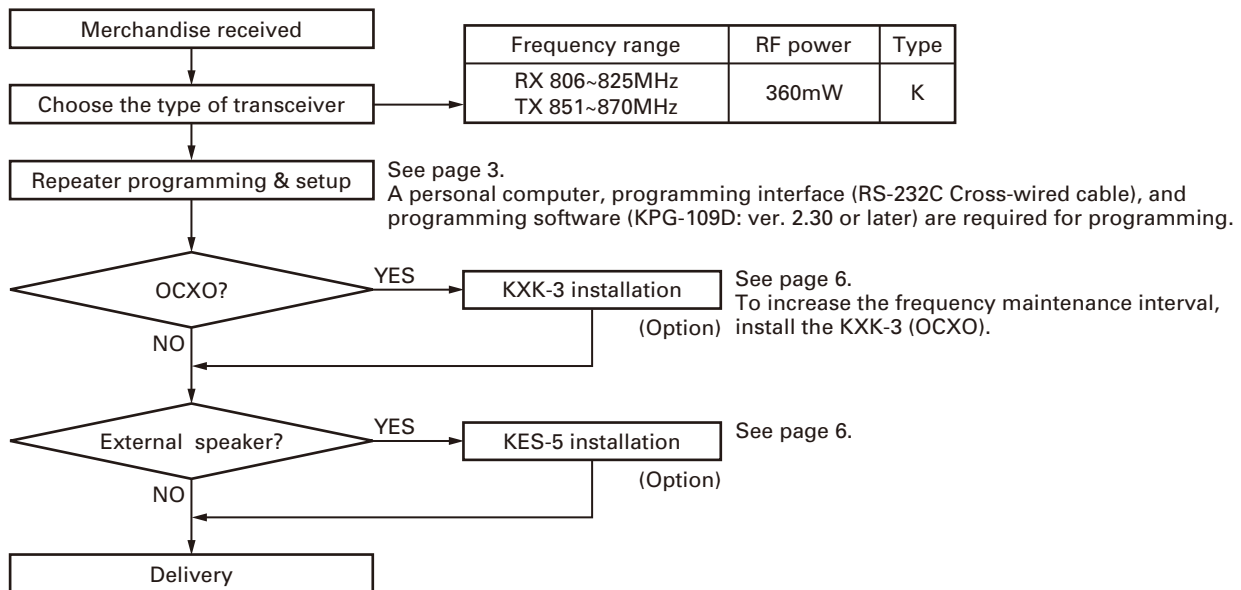 Merchandise received
Choose the type of transceiver
Frequency range
RF power
Type
RX 806~825MHz
TX 851~870MHz
360mW
K
Repeater programming & setup
See page 3.
A personal computer, programming interface (RS-232C Cross-wired cable), and
programming software (KPG-109D: ver. 2.30 or later) are required for programming.
OCXO?
YES
KXK-3 installation
(Option)
See page 6.
To increase the frequency maintenance interval,
install the KXK-3 (OCXO).
NO
External speaker?
YES
KES-5 installation
(Option)
See page 6.
NO
Delivery